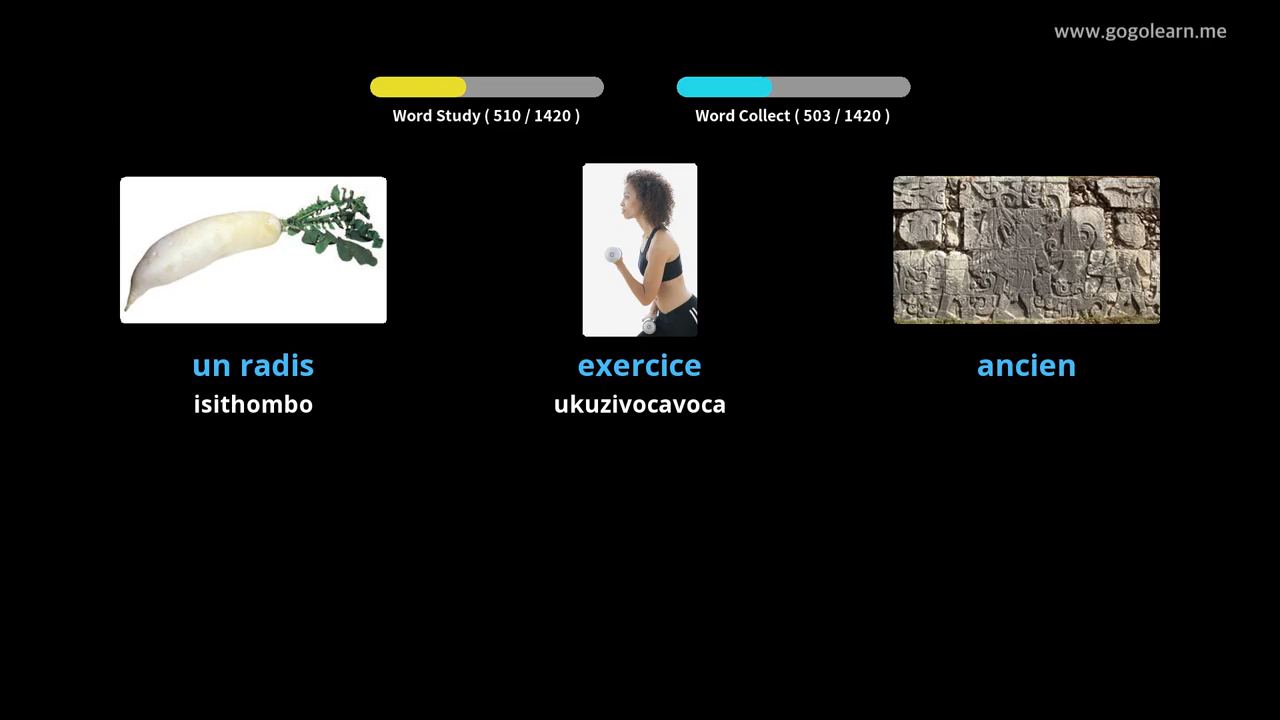 www.gogolearn.me
Word Study ( 510 / 1420 )
Word Collect ( 503 / 1420 )
un radis
exercice
ancien
isithombo
ukuzivocavoca